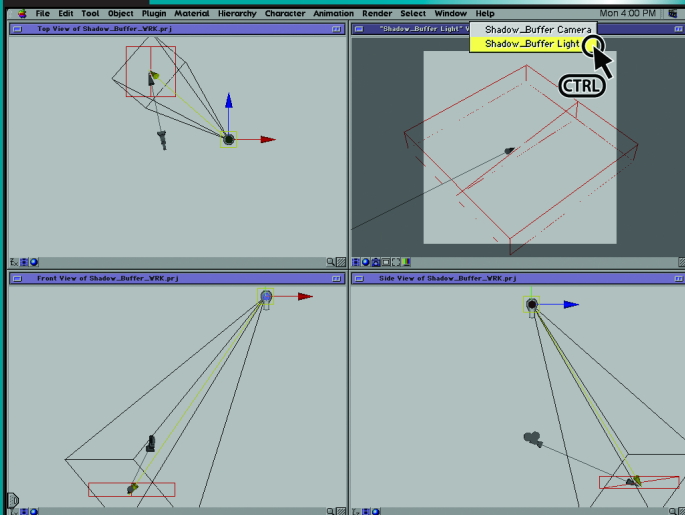 File Edit Tool Object Plugin Material Hierarchy Character Animation Render Select Window Help Mon 4:00 PM
Top View of Shadow_Buffer_WRK.prj
"Shadow_Buffer Light" V
Shadow_Buffer Camera
Shadow_Buffer Light
CTRL
Front View of Shadow_Buffer_WRK.prj
Side View of Shadow_Buffer_WRK.prj